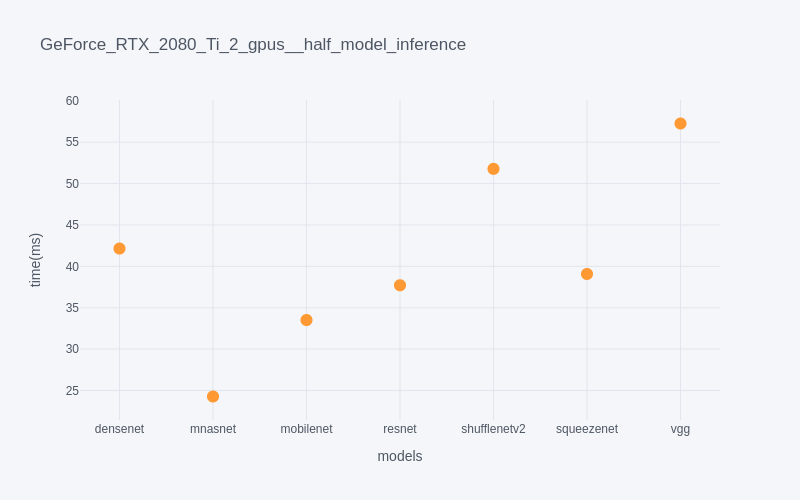 GeForce_RTX_2080_Ti_2_gpus__half_model_inference
60
55
50
45
40
35
30
25
time(ms)
densenet mnasnet mobilenet resnet shufflenetv2 squeezenet vgg
models